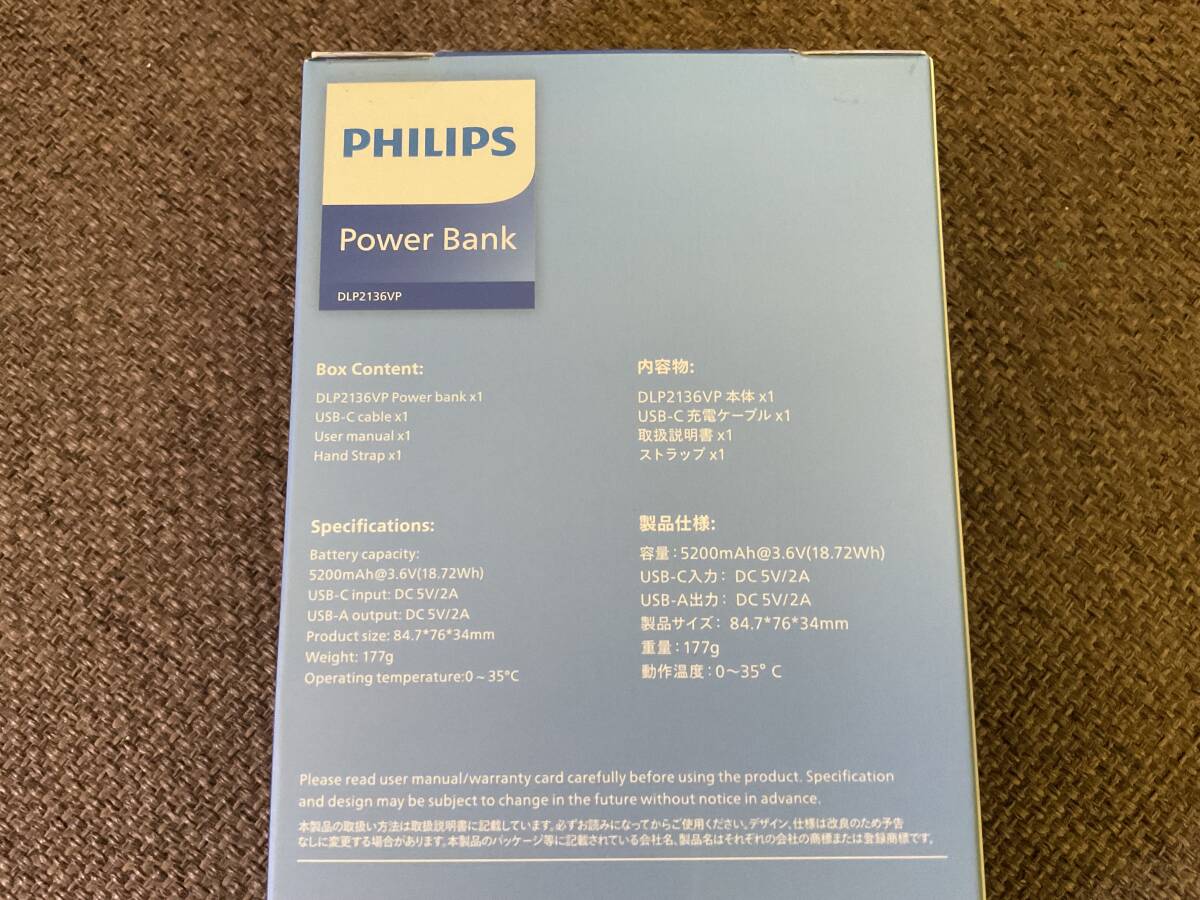 PHILIPS
Power Bank
DLP2136VP
Box Content:
DLP2136VP Power bank x1
USB-C cable x1
User manual x1
Hand Strap x1
内容物:
DLP2136VP 本体 x1
USB-C 充電ケーブル x1
取扱説明書 x1
ストラップ x1
Specifications:
Battery capacity:
5200mAh@3.6V(18.72Wh)
USB-C input: DC 5V/2A
USB-A output: DC 5V/2A
Product size: 84.7*76*34mm
Weight: 177g
Operating temperature:0 ~ 35°C
製品仕様:
容量:5200mAh@3.6V(18.72Wh)
USB-C入力: DC 5V/2A
USB-A出力: DC 5V/2A
製品サイズ: 84.7*76*34mm
重量:177g
動作温度:0~35° C
Please read user manual/warranty card carefully before using the product. Specification
and design may be subject to change in the future without notice in advance.
本製品の取扱い方法は取扱説明書に記載しています。必ずお読みになってからご使用ください。デザイン、仕様は改良のため予告
なしに変更する場合があります。本製品のパッケージ等に記載されている会社名、製品名はそれぞれの会社の商標または登録商標です。